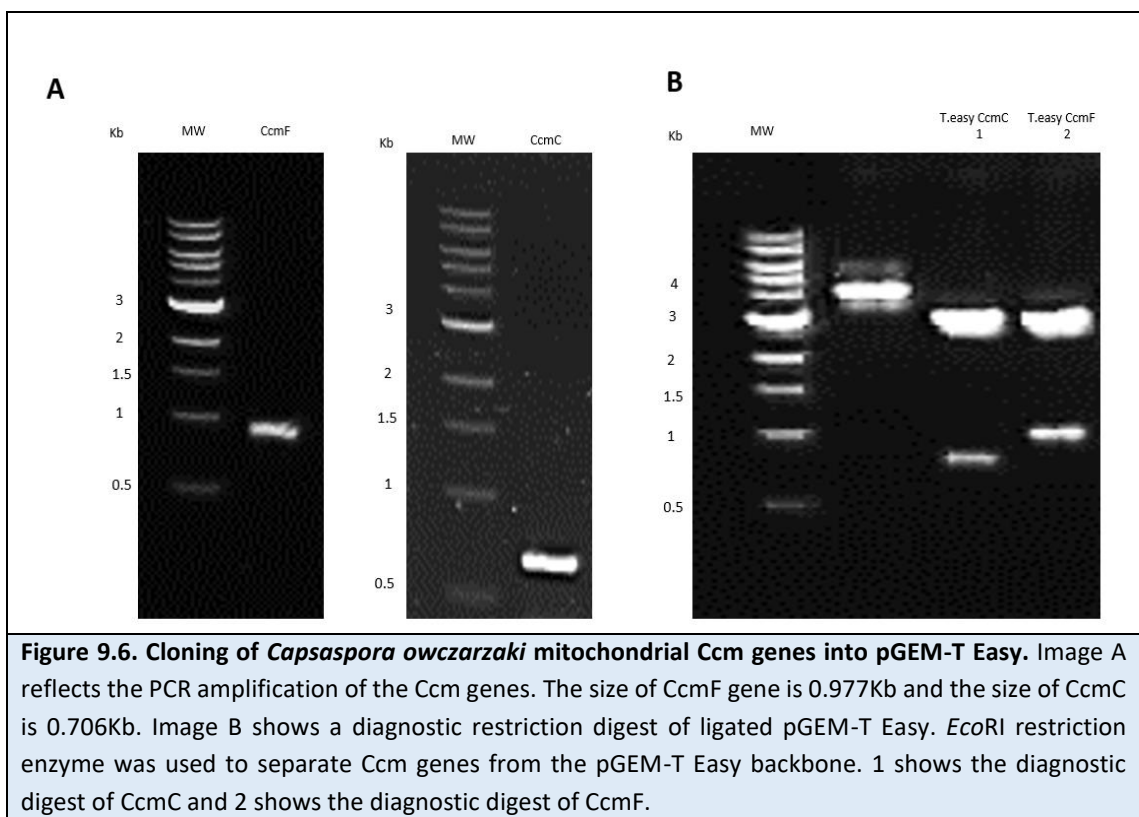 A
B
Kb MW CcmF
Kb MW CcmC
Kb MW T.easy CcmC T.easy CcmF
1 2
3
2
1.5
1
0.5
3
2
1.5
1
0.5
4
3
2
1.5
1
0.5
Figure 9.6. Cloning of Capsaspora owczarzaki mitochondrial Ccm genes into pGEM-T Easy. Image A
reflects the PCR amplification of the Ccm genes. The size of CcmF gene is 0.977Kb and the size of CcmC
is 0.706Kb. Image B shows a diagnostic restriction digest of ligated pGEM-T Easy. EcoRI restriction
enzyme was used to separate Ccm genes from the pGEM-T Easy backbone. 1 shows the diagnostic
digest of CcmC and 2 shows the diagnostic digest of CcmF.